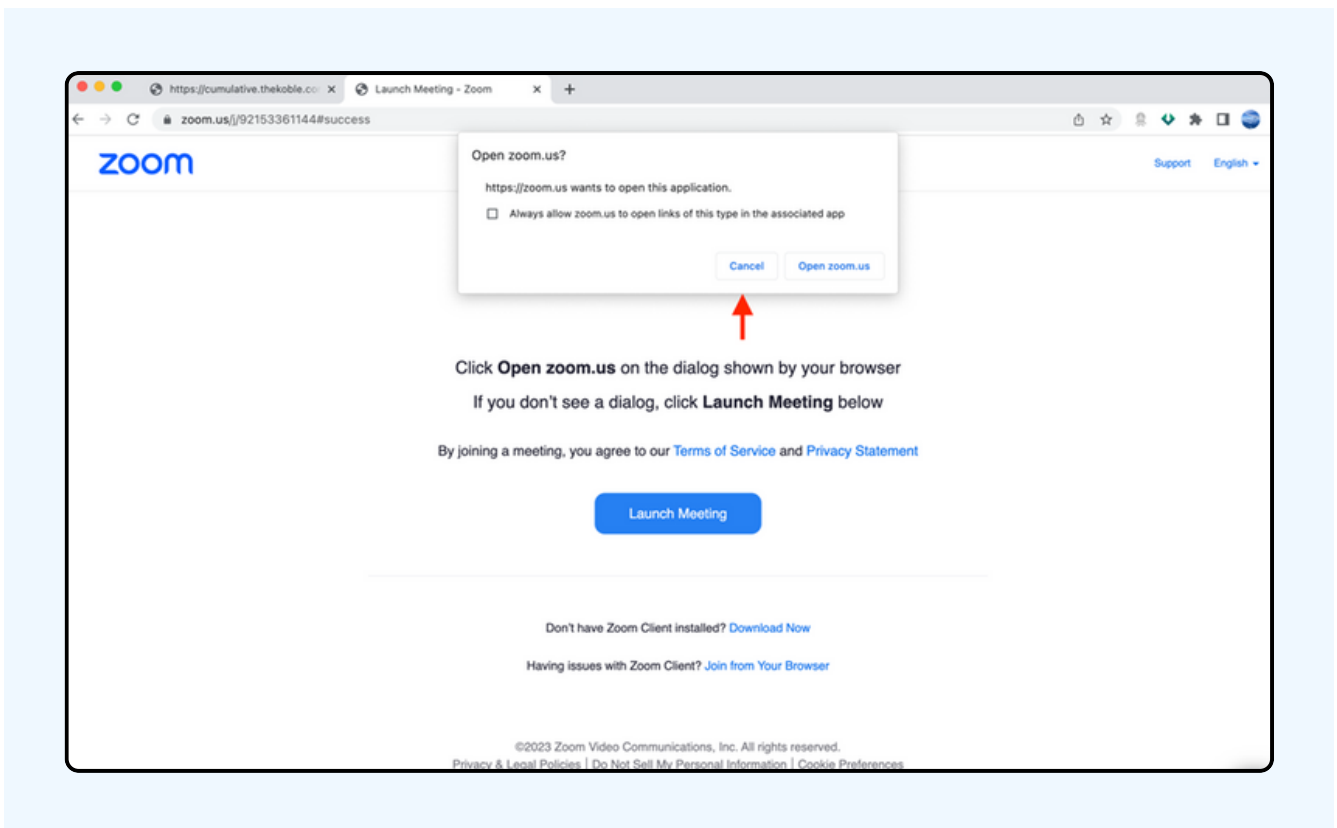 https://cumulative.thekoble.co
Launch Meeting - Zoom
zoom.us/j/92153361144#success
zoom
Support English
Open zoom.us?
https://zoom.us wants to open this application.
Always allow zoom.us to open links of this type in the associated app
Cancel Open zoom.us
Click Open zoom.us on the dialog shown by your browser
If you don't see a dialog, click Launch Meeting below
By joining a meeting, you agree to our Terms of Service and Privacy Statement
Launch Meeting
Don't have Zoom Client installed? Download Now
Having issues with Zoom Client? Join from Your Browser
©2023 Zoom Video Communications, Inc. All rights reserved.
Privacy & Legal Policies | Do Not Sell My Personal Information | Cookie Preferences